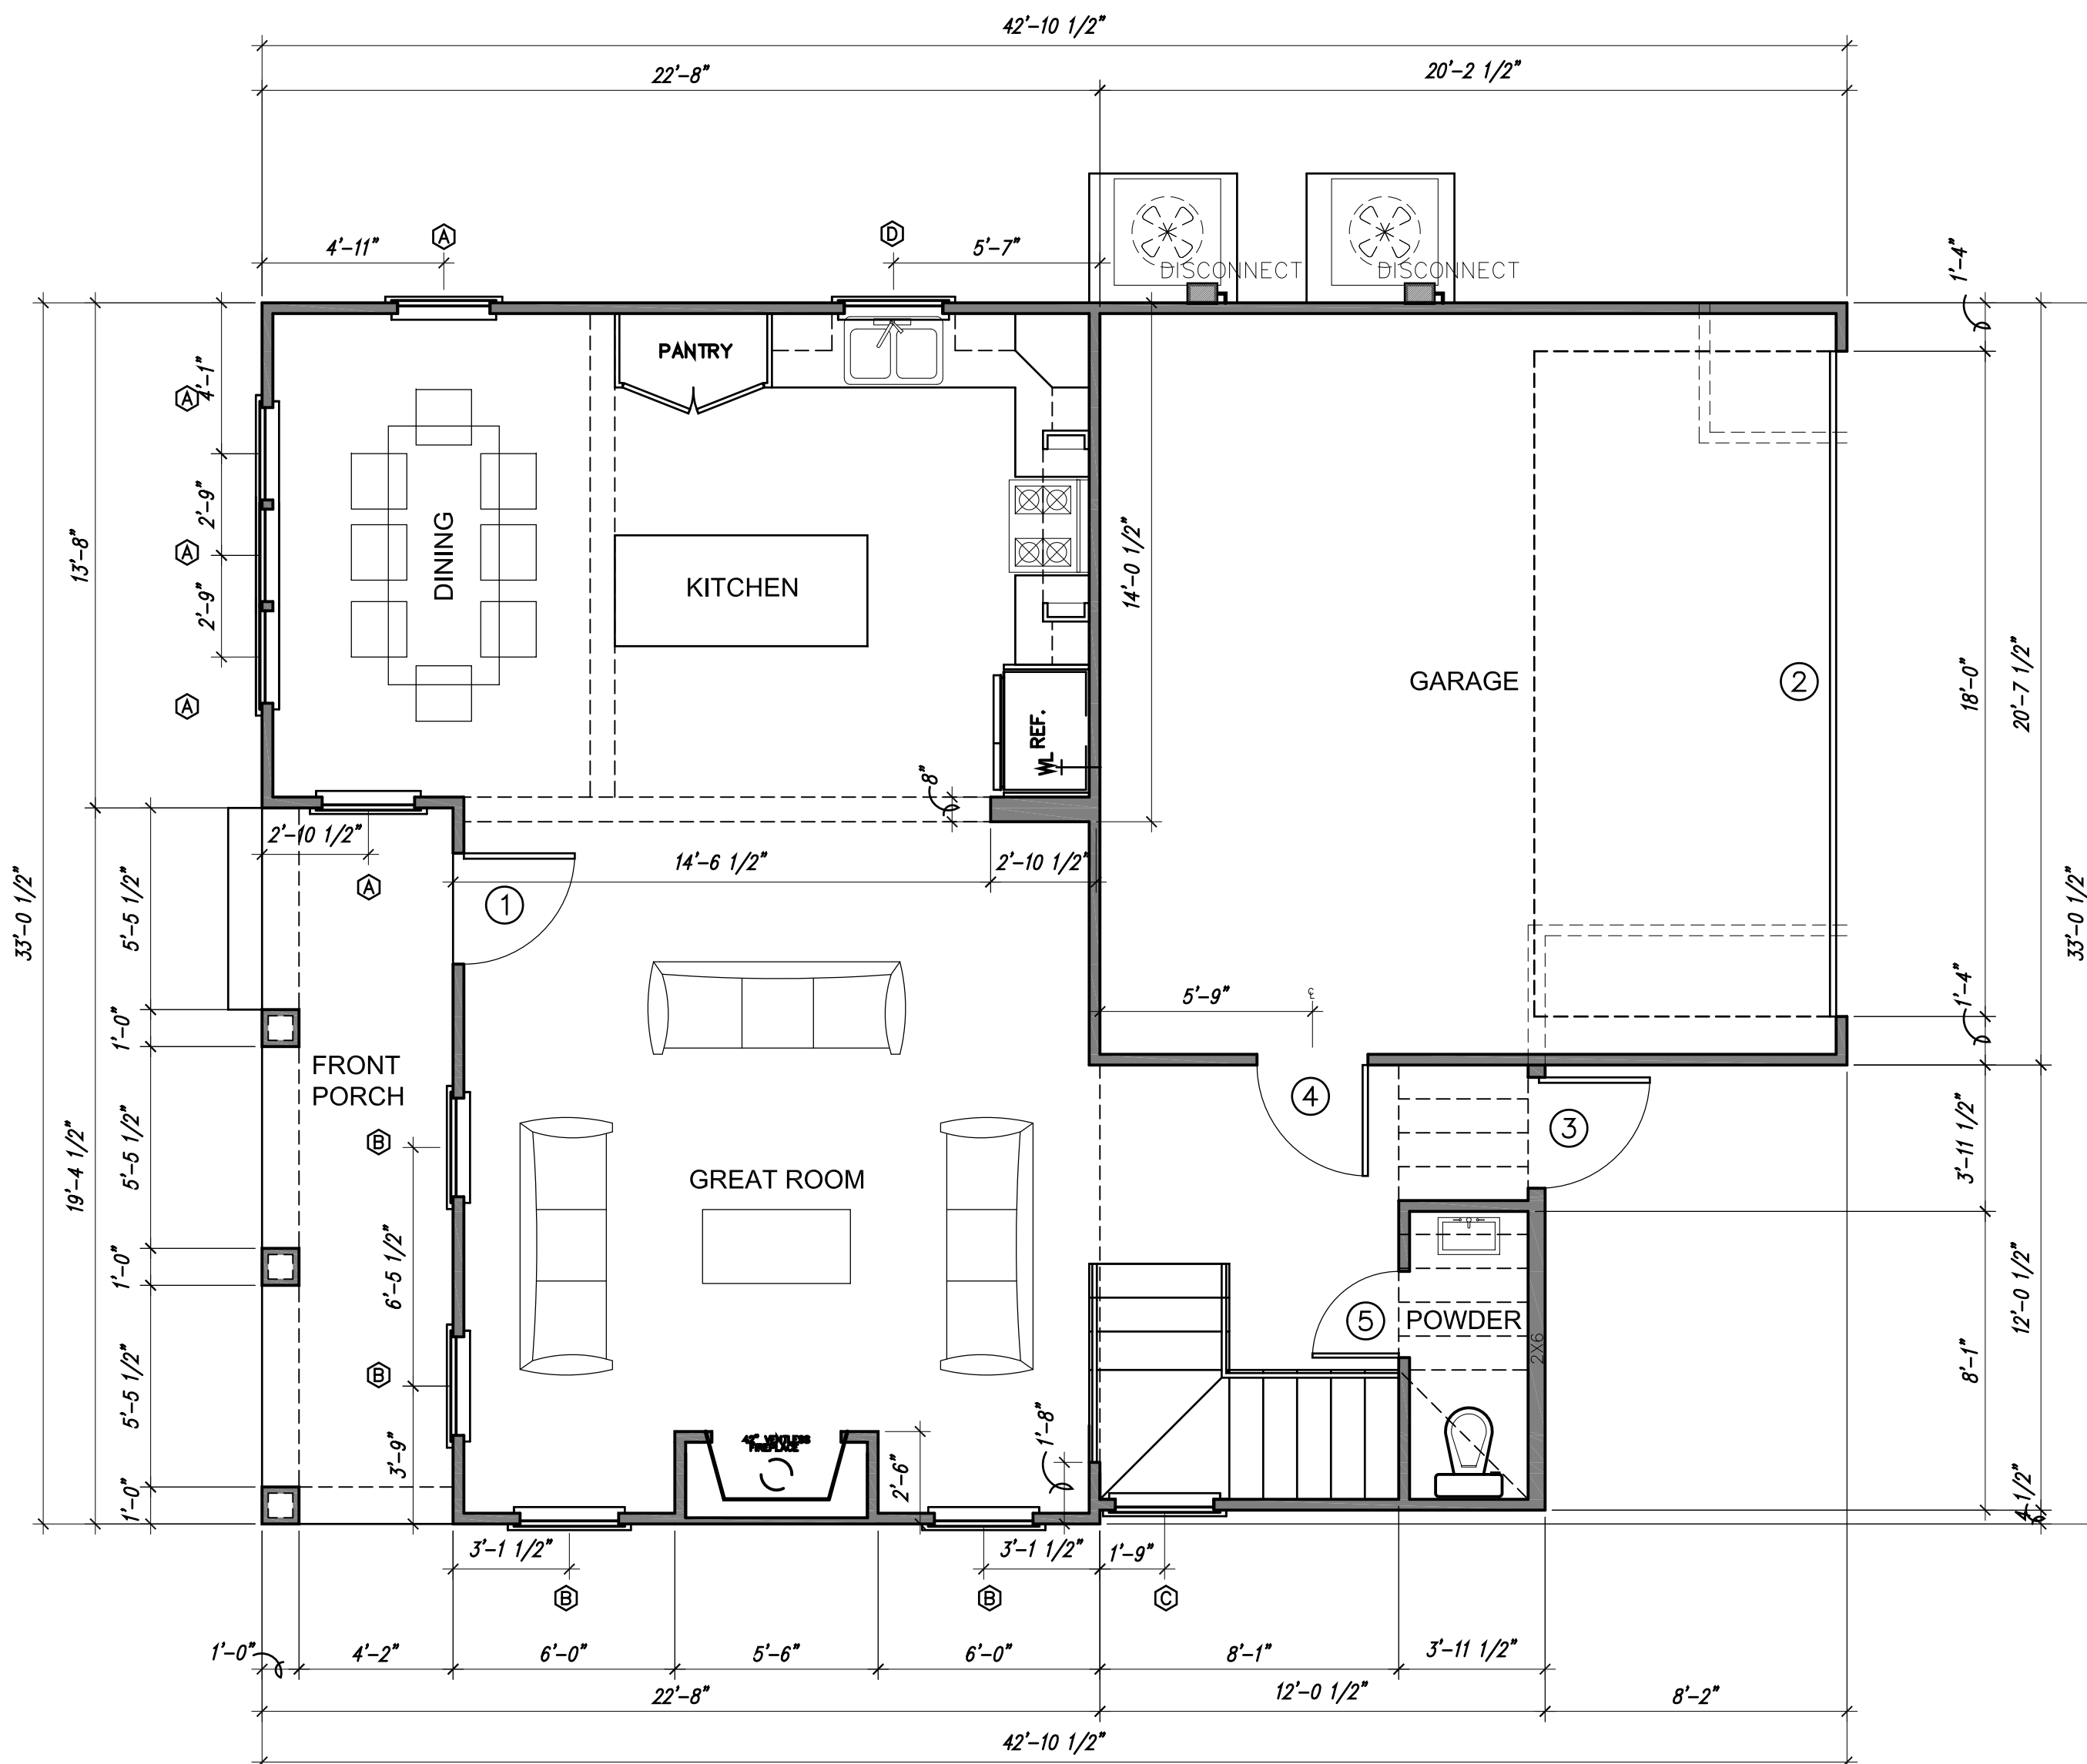 42'-10 1/2"
22'-8"
20'-2 1/2"
4'-11"
A
D
5'-7"
DISCONNECT
DISCONNECT
1'-4"
PANTRY
A
4'-1"
2'-9"
A
2'-9"
A
13'-8"
DINING
KITCHEN
14'-0 1/2"
GARAGE
2
18'-0"
20'-7 1/2"
REF.
WL
8"
2'-10 1/2"
A
14'-6 1/2"
2'-10 1/2"
1
33'-0 1/2"
5'-5 1/2"
33'-0 1/2"
5'-9"
1'-4"
1'-0"
FRONT
PORCH
4
3
B
5'-5 1/2"
19'-4 1/2"
3'-11 1/2"
GREAT ROOM
6'-5 1/2"
1'-0"
12'-0 1/2"
5
POWDER
2X6
B
5'-5 1/2"
8'-1"
3'-9"
42" VENTLESS
FIREPLACE
2'-6"
1'-8"
1'-0"
4 1/2"
3'-1 1/2"
3'-1 1/2"
1'-9"
B
B
C
1'-0"
4'-2"
6'-0"
5'-6"
6'-0"
8'-1"
3'-11 1/2"
22'-8"
12'-0 1/2"
8'-2"
42'-10 1/2"